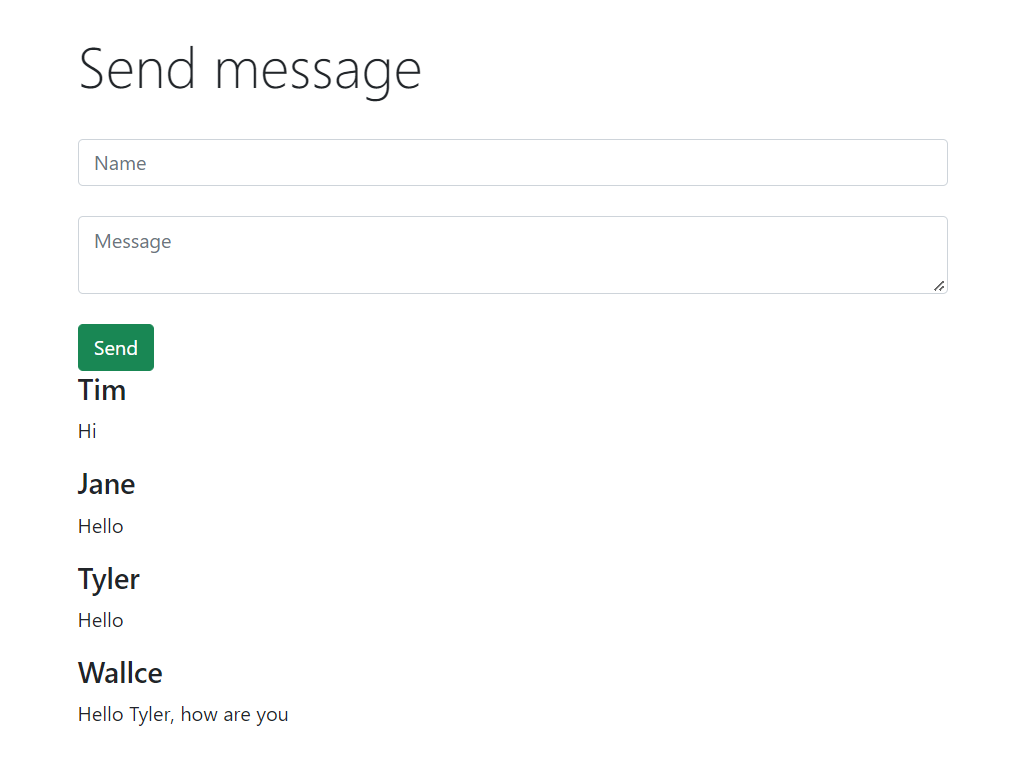 Send message
Name
Message
Send
Tim
Hi
Jane
Hello
Tyler
Hello
Wallce
Hello Tyler, how are you